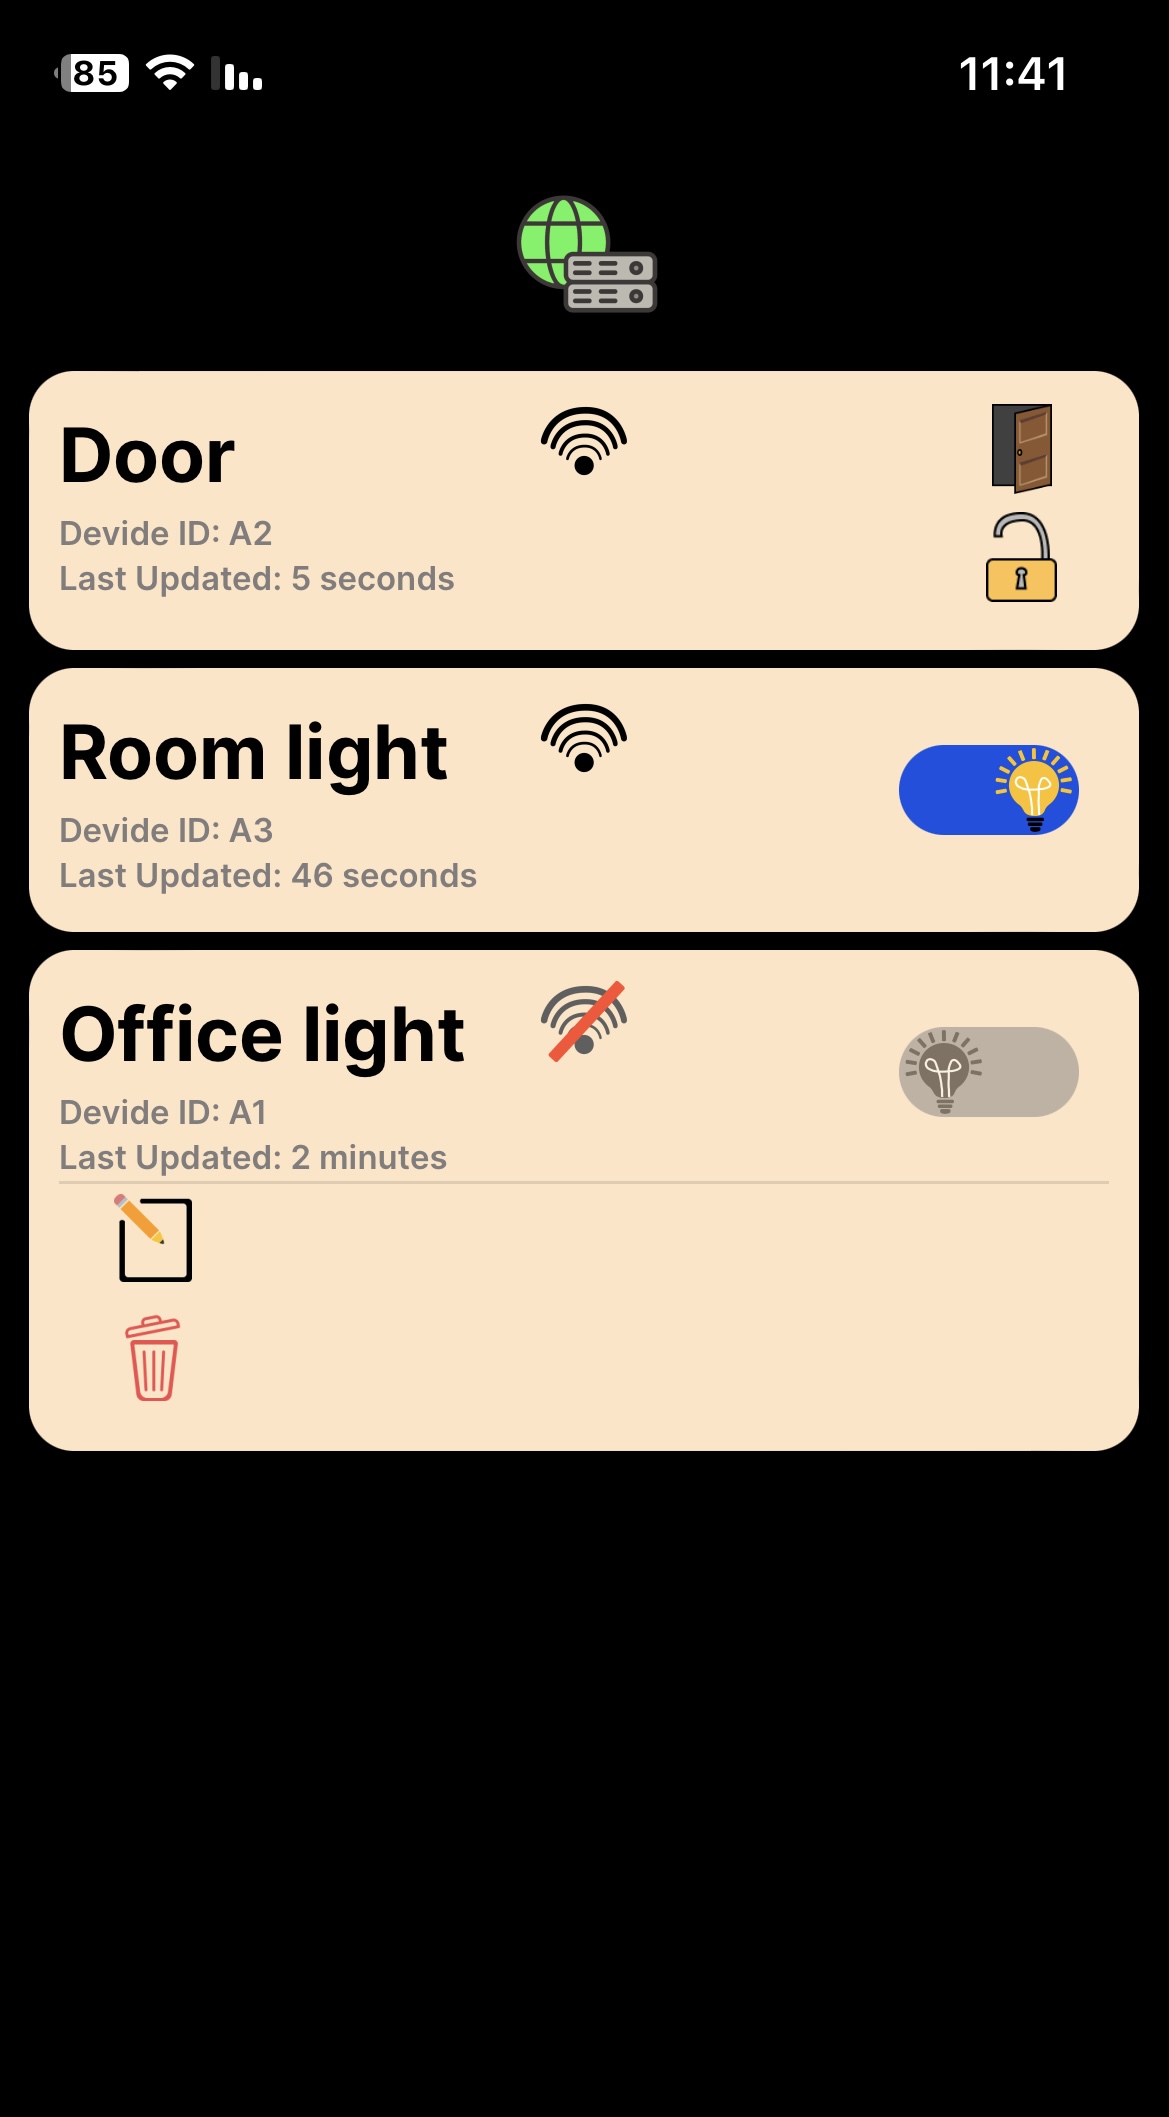 85
11:41
Door
Devide ID: A2
Last Updated: 5 seconds
Room light
Devide ID: A3
Last Updated: 46 seconds
Office light
Devide ID: A1
Last Updated: 2 minutes